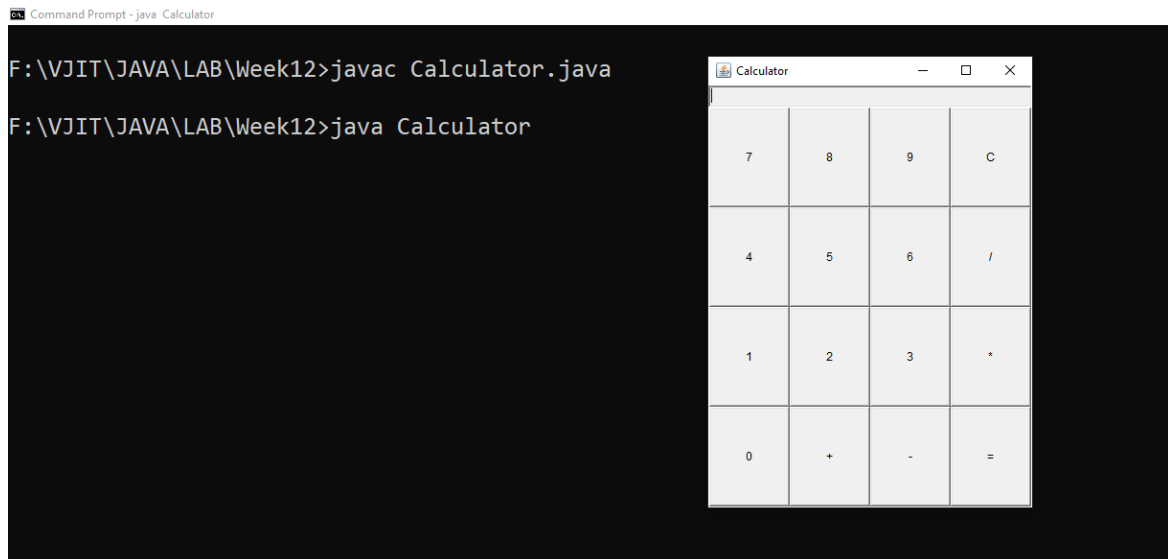 Command Prompt - java Calculator
F:\VJIT\JAVA\LAB\Week12>javac Calculator.java
F:\VJIT\JAVA\LAB\Week12>java Calculator
Calculator
7 8 9 C
4 5 6 /
1 2 3 *
0 + - =